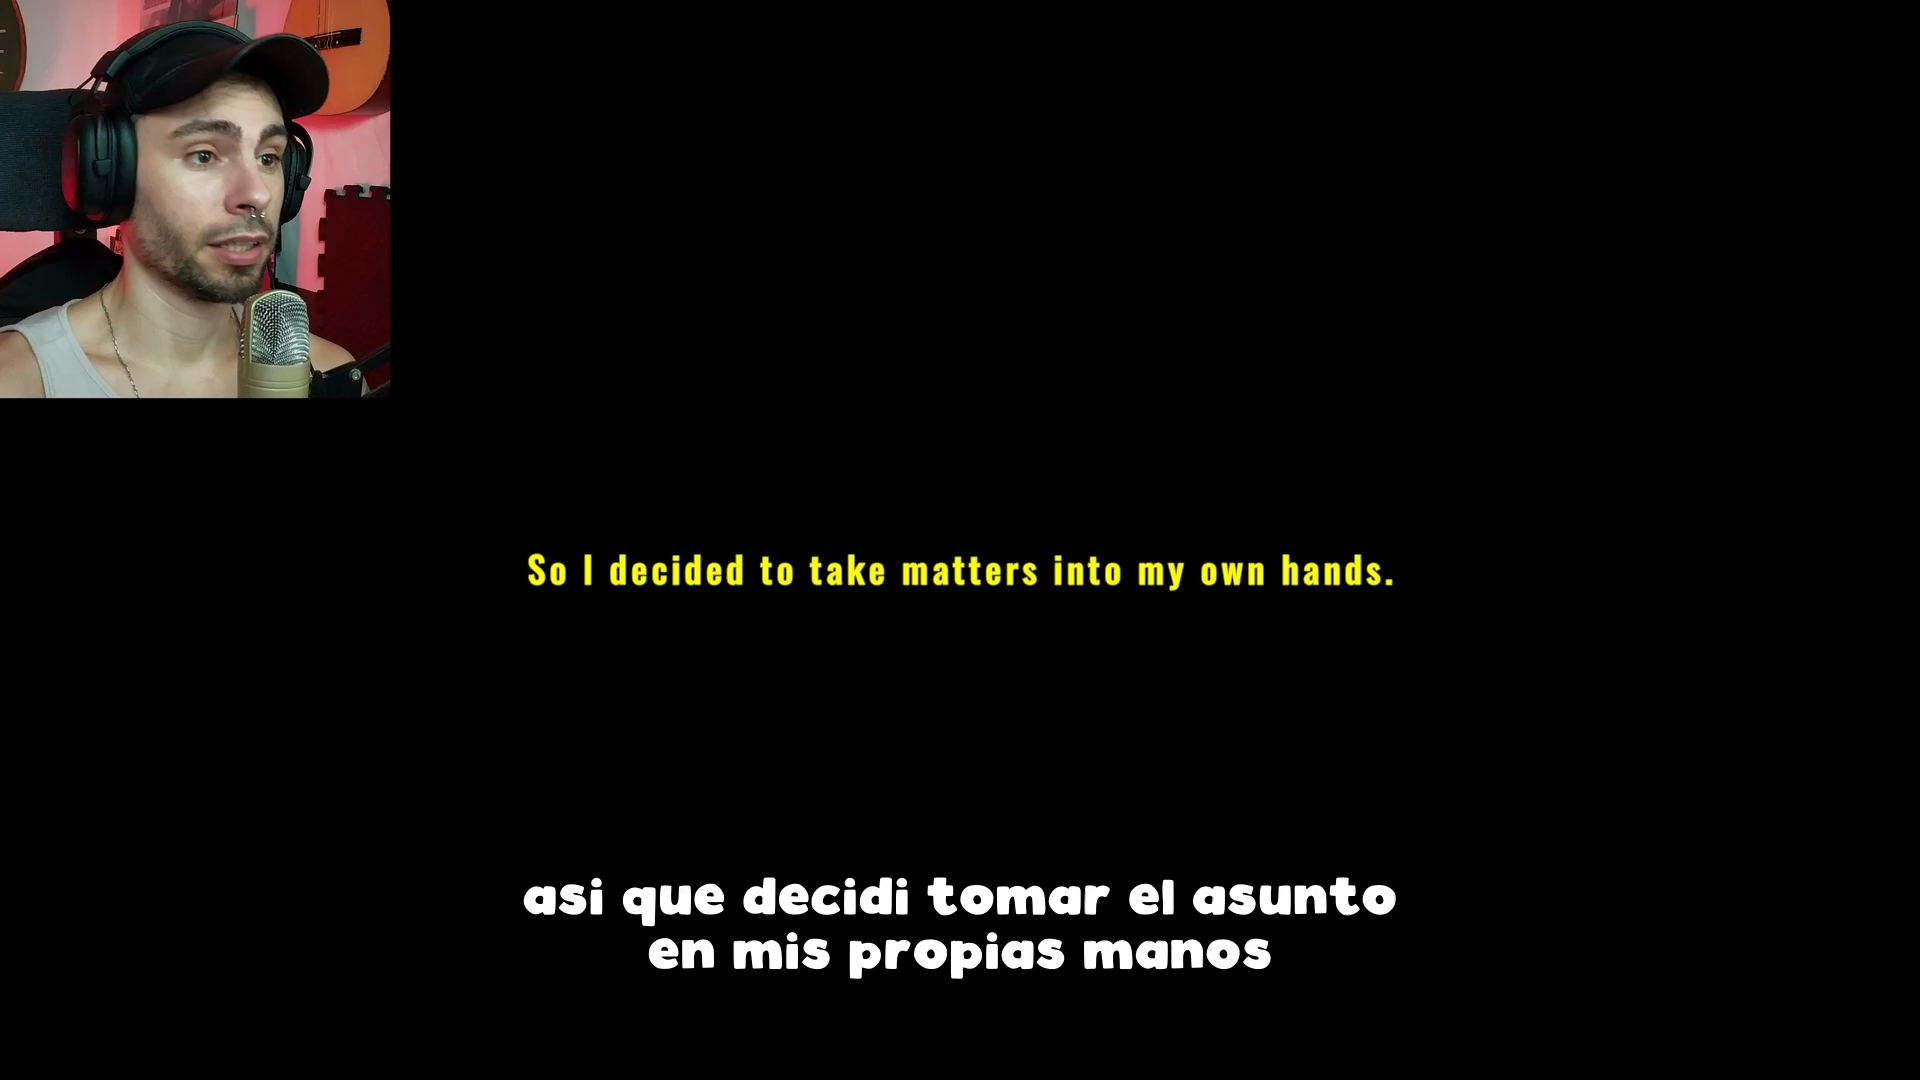 So I decided to take matters into my own hands.
asi que decidi tomar el asunto
en mis propias manos